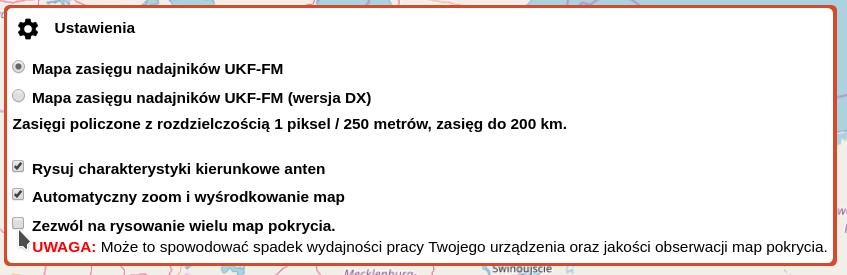 Ustawienia
Mapa zasięgu nadajników UKF-FM
Mapa zasięgu nadajników UKF-FM (wersja DX)
Zasięgi policzone z rozdzielczością 1 piksel / 250 metrów, zasięg do 200 km.
Rysuj charakterystyki kierunkowe anten
Automatyczny zoom i wyśrodkowanie map
Zezwól na rysowanie wielu map pokrycia.
UWAGA: Może to spowodować spadek wydajności pracy Twojego urządzenia oraz jakości obserwacji map pokrycia.
Świnoujście
Mecklenburg-